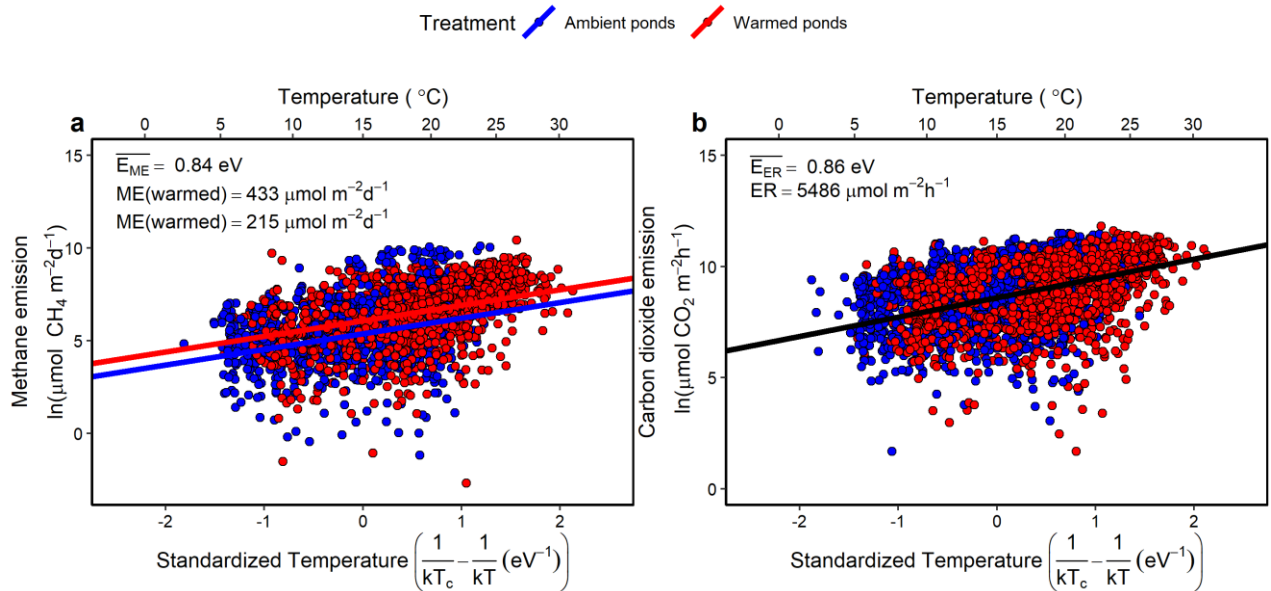 Treatment Ambient ponds Warmed ponds
Temperature ( °C)
a
0 5 10 15 20 25 30
E̅M̅E̅ = 0.84 eV
ME(warmed) = 433 μmol m⁻²d⁻¹
ME(warmed) = 215 μmol m⁻²d⁻¹
Methane emission
ln(μmol CH₄ m⁻²d⁻¹)
15
10
5
0
-2 -1 0 1 2
Standardized Temperature (1/kT_c − 1/kT (eV⁻¹))
Temperature ( °C)
b
0 5 10 15 20 25 30
E̅E̅R̅ = 0.86 eV
ER = 5486 μmol m⁻²h⁻¹
Carbon dioxide emission
ln(μmol CO₂ m⁻²h⁻¹)
15
10
5
0
-2 -1 0 1 2
Standardized Temperature (1/kT_c − 1/kT (eV⁻¹))